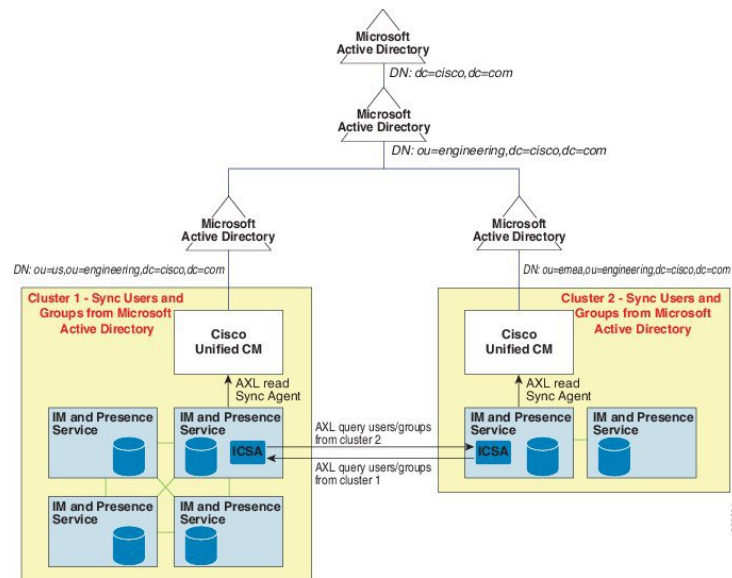 Microsoft
Active Directory
DN: dc=cisco,dc=com
Microsoft
Active Directory
DN: ou=engineering,dc=cisco,dc=com
Microsoft
Active Directory
DN: ou=us,ou=engineering,dc=cisco,dc=com
Microsoft
Active Directory
DN: ou=emea,ou=engineering,dc=cisco,dc=com
Cluster 1 - Sync Users and
Groups from Microsoft
Active Directory
Cisco
Unified CM
AXL read
Sync Agent
IM and Presence
Service
IM and Presence
Service
ICSA
IM and Presence
Service
IM and Presence
Service
AXL query users/groups
from cluster 2
AXL query users/groups
from cluster 1
Cluster 2 - Sync Users and
Groups from Microsoft
Active Directory
Cisco
Unified CM
AXL read
Sync Agent
IM and Presence
Service
ICSA
IM and Presence
Service